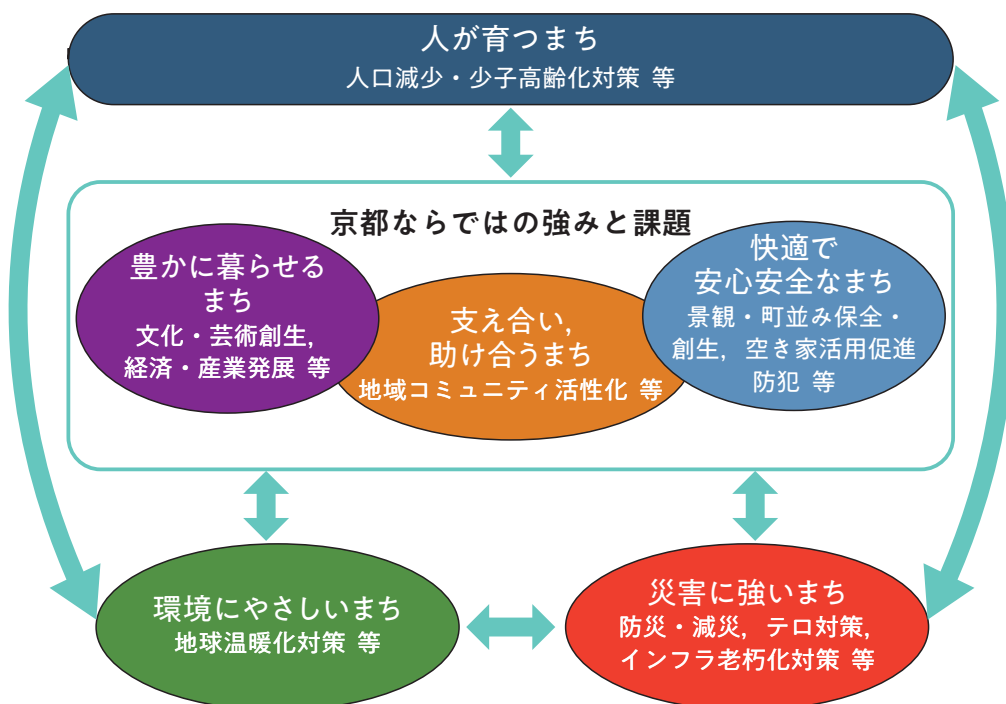 人が育つまち
人口減少・少子高齢化対策 等
京都ならではの強みと課題
豊かに暮らせる
まち
文化・芸術創生,
経済・産業発展 等
支え合い,
助け合うまち
地域コミュニティ活性化 等
快適で
安心安全なまち
景観・町並み保全・
創生, 空き家活用促進
防犯 等
環境にやさしいまち
地球温暖化対策 等
災害に強いまち
防災・減災, テロ対策,
インフラ老朽化対策 等